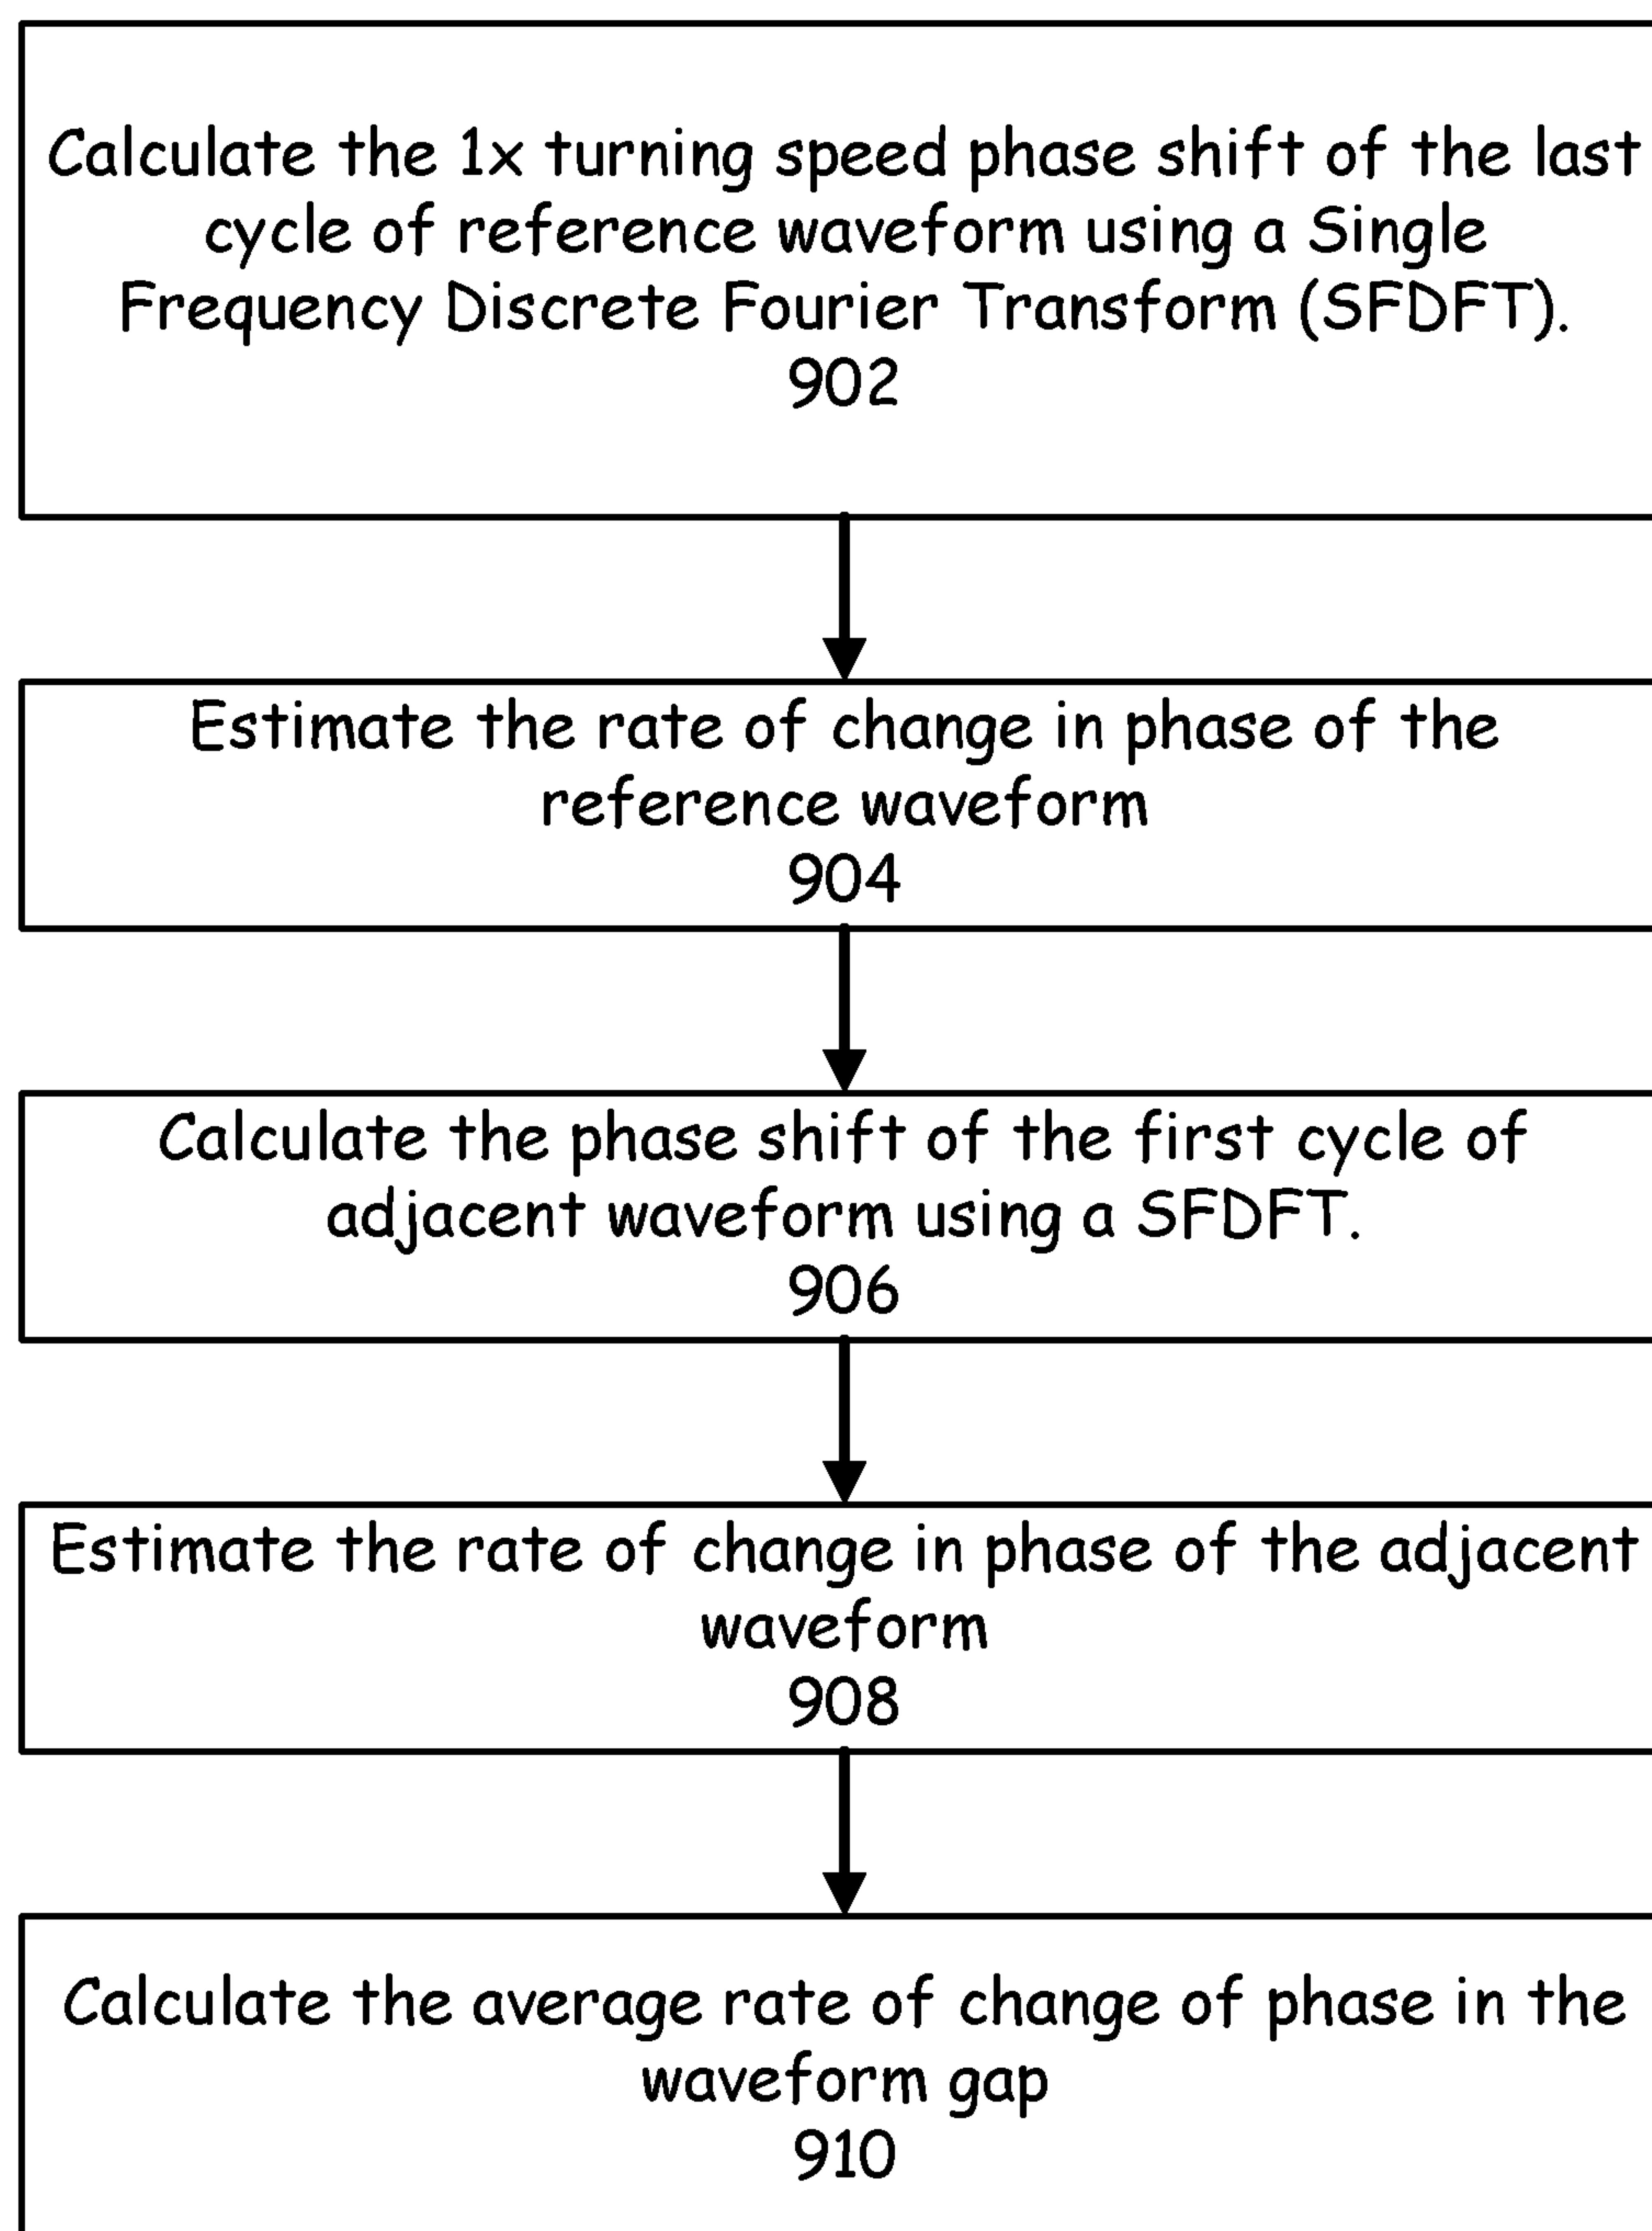 Calculate the 1x turning speed phase shift of the last
cycle of reference waveform using a Single
Frequency Discrete Fourier Transform (SFDFT).
902
Estimate the rate of change in phase of the
reference waveform
904
Calculate the phase shift of the first cycle of
adjacent waveform using a SFDFT.
906
Estimate the rate of change in phase of the adjacent
waveform
908
Calculate the average rate of change of phase in the
waveform gap
910